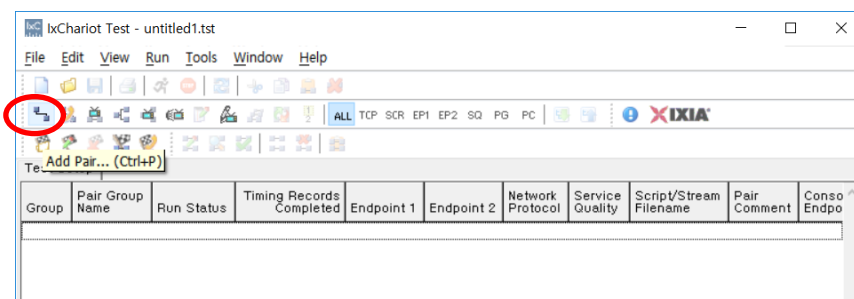 IxChariot Test - untitled1.tst
File Edit View Run Tools Window Help
ALL TCP SCR EP1 EP2 SQ PG PC XIXIA
Add Pair... (Ctrl+P)
Group Pair Group Name Run Status Timing Records Completed Endpoint 1 Endpoint 2 Network Protocol Service Quality Script/Stream Filename Pair Comment Conso Endpo